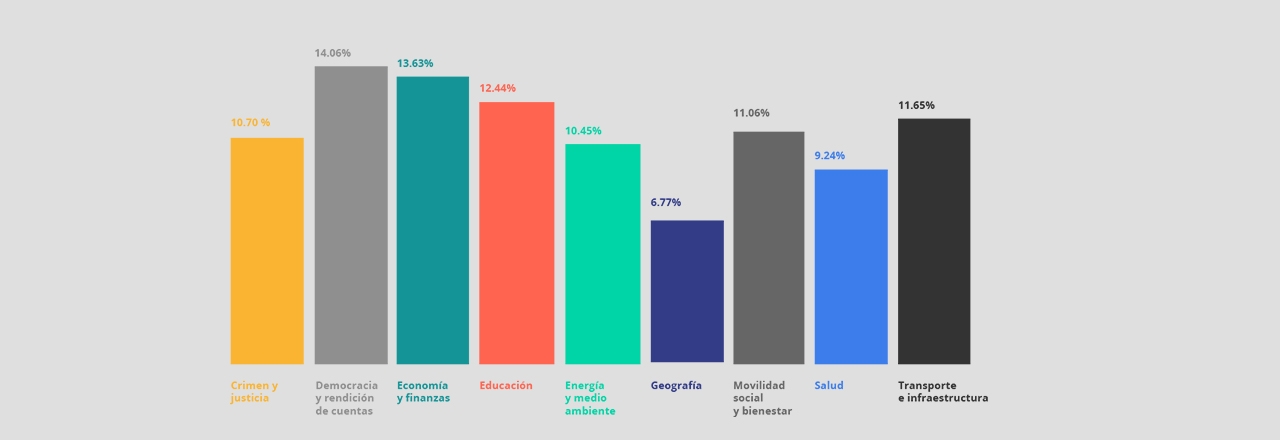 14.06%
13.63%
12.44%
11.65%
11.06%
10.70 %
10.45%
9.24%
6.77%
Crimen y
justicia
Democracia
y rendición
de cuentas
Economía
y finanzas
Educación
Energía
y medio
ambiente
Geografía
Movilidad
social
y bienestar
Salud
Transporte
e infraestructura